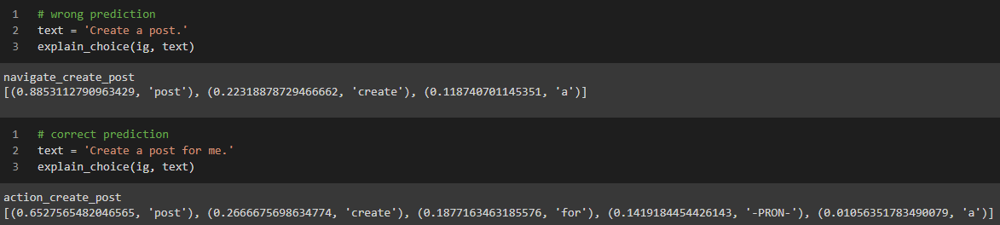 1 # wrong prediction
2 text = 'Create a post.'
3 explain_choice(ig, text)
navigate_create_post
[(0.8853112790963429, 'post'), (0.22318878729466662, 'create'), (0.118740701145351, 'a')]
1 # correct prediction
2 text = 'Create a post for me.'
3 explain_choice(ig, text)
action_create_post
[(0.6527565482046565, 'post'), (0.2666675698634774, 'create'), (0.1877163463185576, 'for'), (0.1419184454426143, '-PRON-'), (0.01056351783490079, 'a')]